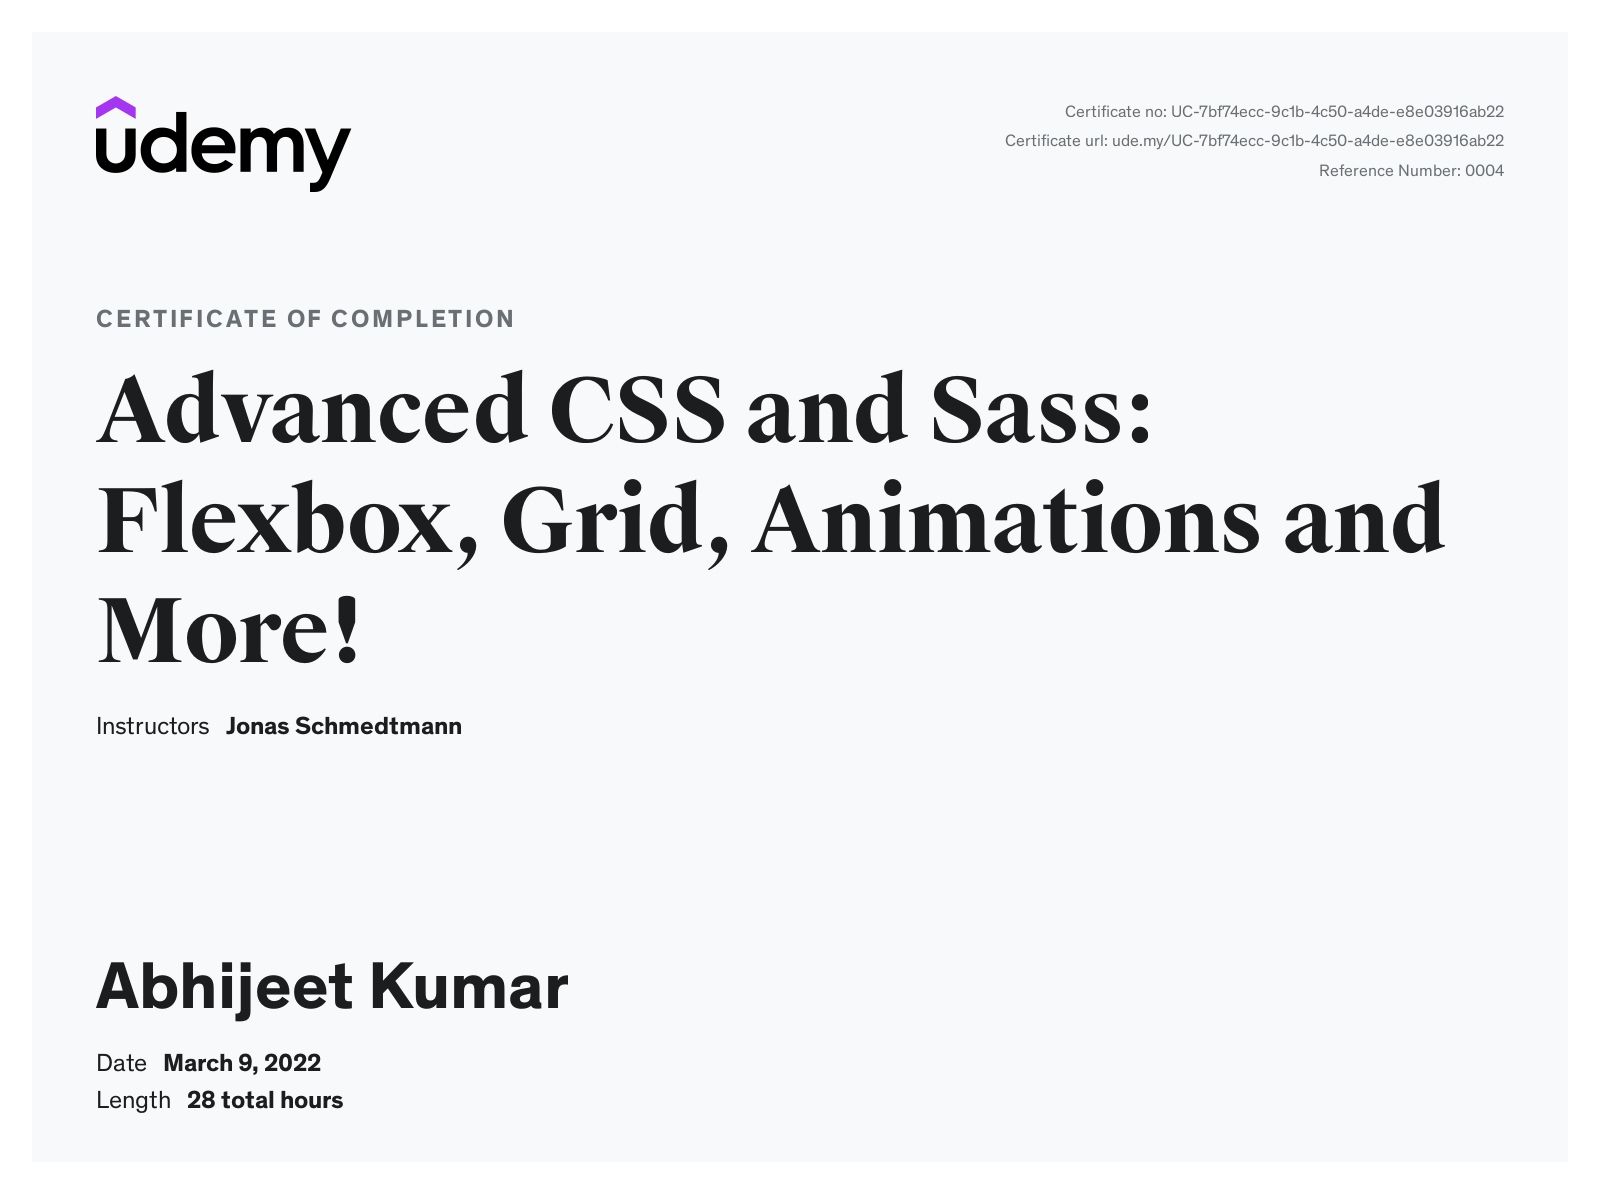 udemy
Certificate no: UC-7bf74ecc-9c1b-4c50-a4de-e8e03916ab22
Certificate url: ude.my/UC-7bf74ecc-9c1b-4c50-a4de-e8e03916ab22
Reference Number: 0004
CERTIFICATE OF COMPLETION
Advanced CSS and Sass:
Flexbox, Grid, Animations and
More!
Instructors Jonas Schmedtmann
Abhijeet Kumar
Date March 9, 2022
Length 28 total hours